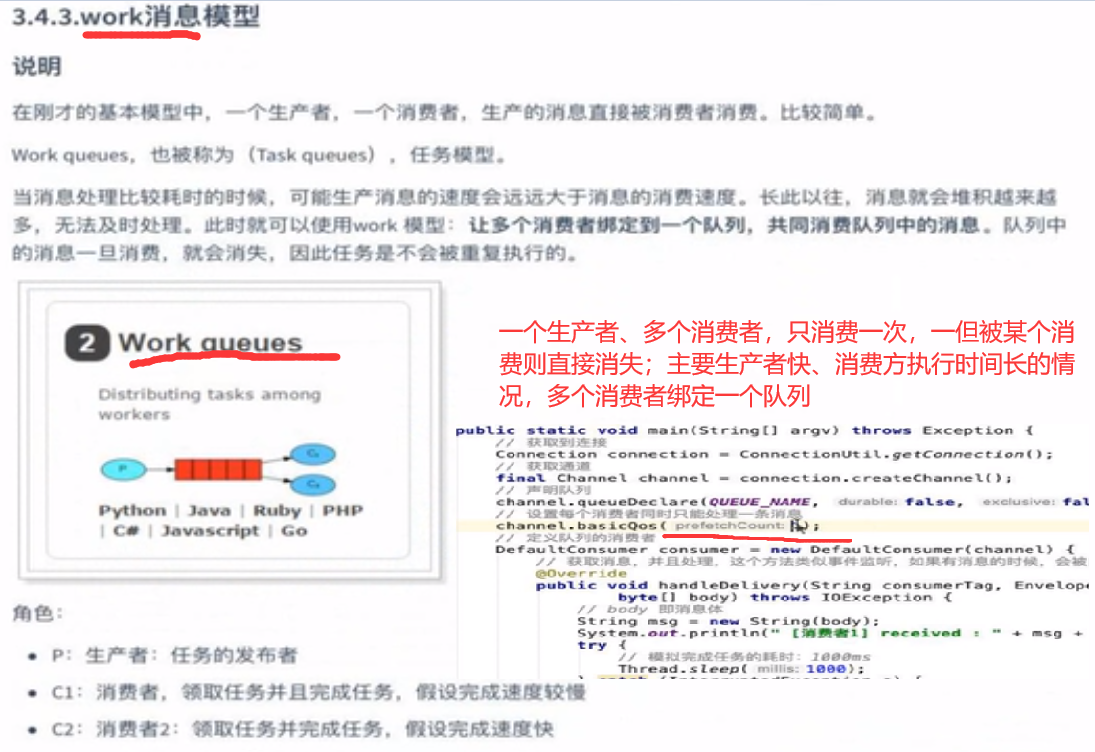 3.4.3.work消息模型
说明
在刚才的基本模型中，一个生产者，一个消费者，生产的消息直接被消费者消费。比较简单。
Work queues，也被称为（Task queues），任务模型。
当消息处理比较耗时的时候，可能生产消息的速度会远远大于消息的消费速度。长此以往，消息就会堆积越来越
多，无法及时处理。此时就可以使用work 模型：让多个消费者绑定到一个队列，共同消费队列中的消息。队列中
的消息一旦消费，就会消失，因此任务是不会被重复执行的。
2 Work queues
Distributing tasks among
workers
P
C₁
C₂
Python | Java | Ruby | PHP
| C# | Javascript | Go
一个生产者、多个消费者，只消费一次，一但被某个消
费则直接消失；主要生产者快、消费方执行时间长的情
况，多个消费者绑定一个队列
public static void main(String[] argv) throws Exception {
// 获取到连接
Connection connection = ConnectionUtil.getConnection();
// 获取通道
final Channel channel = connection.createChannel();
// 声明队列
channel.queueDeclare(QUEUE_NAME, durable: false, exclusive: fal
// 设置每个消费者同时只能处理一条消息
channel.basicQos( prefetchCount: );
// 定义队列的消费者
DefaultConsumer consumer = new DefaultConsumer(channel) {
// 获取消息，并且处理，这个方法类似事件监听，如果有消息的时候，会被
@Override
public void handleDelivery(String consumerTag, Envelope
byte[] body) throws IOException {
// body 即消息体
String msg = new String(body);
System.out.println(" [消费者1] received : " + msg +
try {
// 模拟完成任务的耗时：1000ms
Thread.sleep( millis: 1000);
角色：
• P：生产者：任务的发布者
• C1：消费者，领取任务并且完成任务，假设完成速度较慢
• C2：消费者2：领取任务并完成任务，假设完成速度快